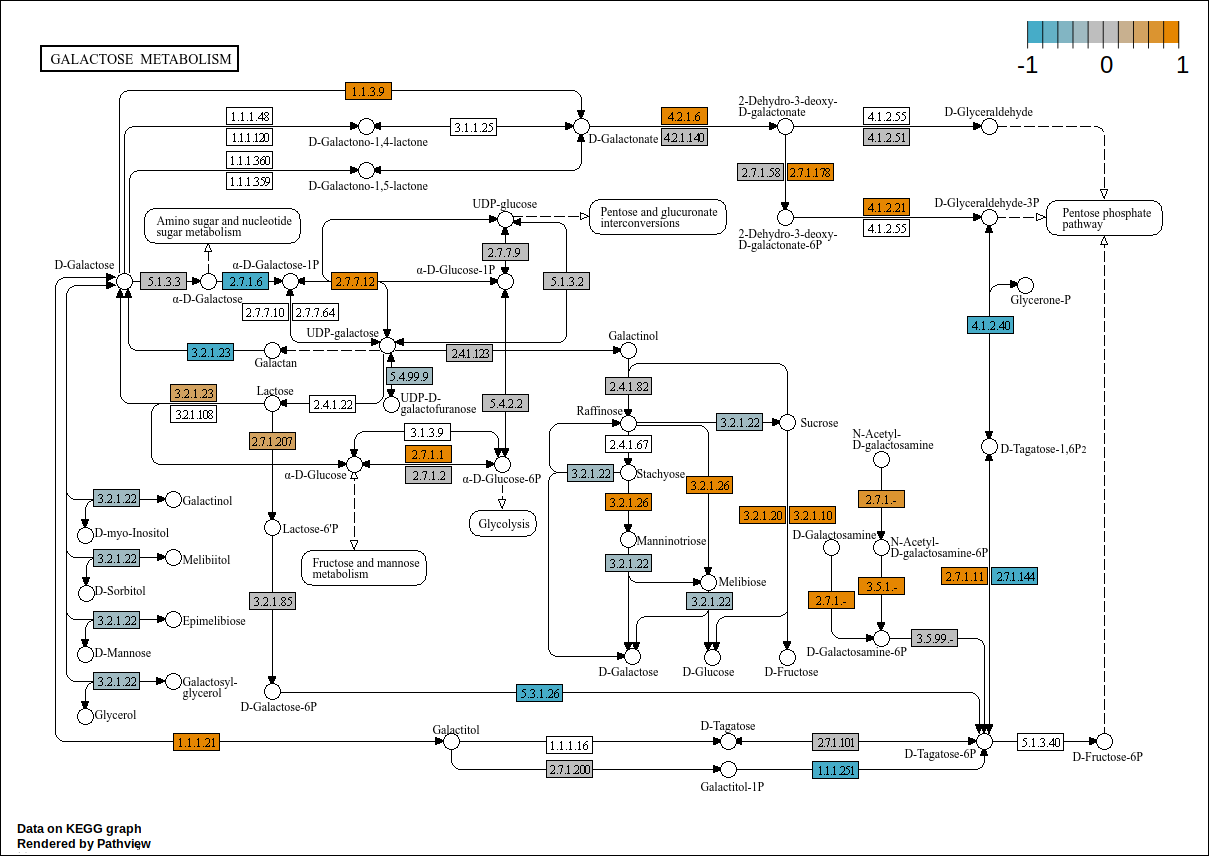 GALACTOSE METABOLISM
-1 0 1
1.1.3.9
1.1.1.48
1.1.1.120
D-Galactono-1,4-lactone
3.1.1.25
1.1.1.360
1.1.1.359
D-Galactono-1,5-lactone
D-Galactonate
4.2.1.6
4.2.1.140
2-Dehydro-3-deoxy-
D-galactonate
4.1.2.55
4.1.2.51
D-Glyceraldehyde
2.7.1.58
2.7.1.178
2-Dehydro-3-deoxy-
D-galactonate-6P
4.1.2.21
4.1.2.55
D-Glyceraldehyde-3P
Pentose phosphate
pathway
Amino sugar and nucleotide
sugar metabolism
UDP-glucose
Pentose and glucuronate
interconversions
2.7.7.9
D-Galactose
5.1.3.3
α-D-Galactose
2.7.1.6
α-D-Galactose-1P
2.7.7.12
α-D-Glucose-1P
5.1.3.2
2.7.7.10
2.7.7.64
UDP-galactose
Glycerone-P
4.1.2.40
3.2.1.23
Galactan
2.4.1.123
Galactinol
5.4.99.9
UDP-D-
galactofuranose
3.2.1.23
3.2.1.108
Lactose
2.4.1.22
5.4.2.2
2.4.1.82
Raffinose
3.2.1.22
Sucrose
2.7.1.207
3.1.3.9
2.7.1.1
2.7.1.2
α-D-Glucose
α-D-Glucose-6P
2.4.1.67
3.2.1.22
Stachyose
3.2.1.26
3.2.1.26
N-Acetyl-
D-galactosamine
D-Tagatose-1,6P2
2.7.1.-
3.2.1.22
Galactinol
D-myo-Inositol
Lactose-6'P
Glycolysis
3.2.1.20
3.2.1.10
Manninotriose
D-Galactosamine
N-Acetyl-
D-galactosamine-6P
3.2.1.22
Melibiitol
D-Sorbitol
Fructose and mannose
metabolism
3.2.1.22
Melibiose
3.2.1.22
2.7.1.-
3.5.1.-
2.7.1.11
2.7.1.144
3.2.1.85
3.2.1.22
Epimelibiose
D-Mannose
D-Galactosamine-6P
3.5.99.-
D-Galactose
D-Glucose
D-Fructose
3.2.1.22
Galactosyl-
glycerol
Glycerol
D-Galactose-6P
5.3.1.26
1.1.1.21
Galactitol
1.1.1.16
D-Tagatose
2.7.1.101
D-Tagatose-6P
5.1.3.40
D-Fructose-6P
2.7.1.200
Galactitol-1P
1.1.1.251
Data on KEGG graph
Rendered by Pathview